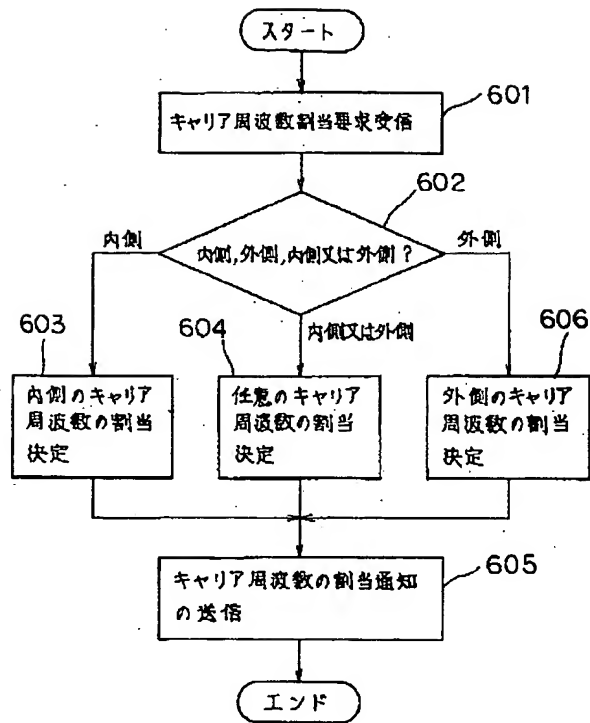 スタート
キャリア周波数割当要求受信
601
602
内側,外側,内側又は外側?
内側
外側
内側又は外側
603
604
606
内側のキャリア
周波数の割当
決定
任意のキャリア
周波数の割当
決定
外側のキャリア
周波数の割当
決定
キャリア周波数の割当通知
の送信
605
エンド